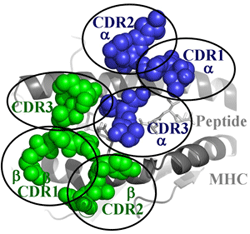 CDR2
α
CDR1
α
CDR3
Peptide
CDR3
α
β
CDR1
β
CDR2
MHC